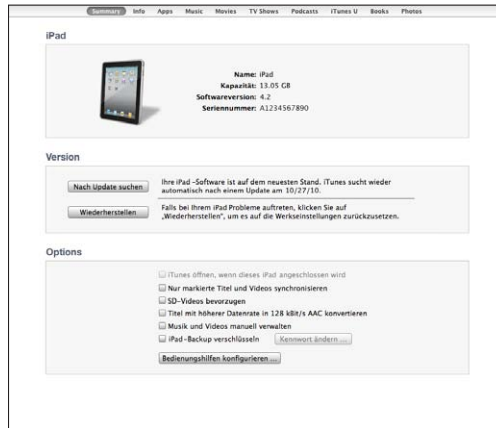 Summary Info Apps Music Movies TV Shows Podcasts iTunes U Books Photos
iPad
Name: iPad
Kapazität: 13.05 GB
Softwareversion: 4.2
Seriennummer: A1234567890
Version
Nach Update suchen
Ihre iPad-Software ist auf dem neuesten Stand. iTunes sucht wieder
automatisch nach einem Update am 10/27/10.
Wiederherstellen
Falls bei Ihrem iPad Probleme auftreten, klicken Sie auf
„Wiederherstellen“, um es auf die Werkseinstellungen zurückzusetzen.
Options
iTunes öffnen, wenn dieses iPad angeschlossen wird
Nur markierte Titel und Videos synchronisieren
SD-Videos bevorzugen
Titel mit höherer Datenrate in 128 kBit/s AAC konvertieren
Musik und Videos manuell verwalten
iPad-Backup verschlüsseln Kennwort ändern ...
Bedienungshilfen konfigurieren ...